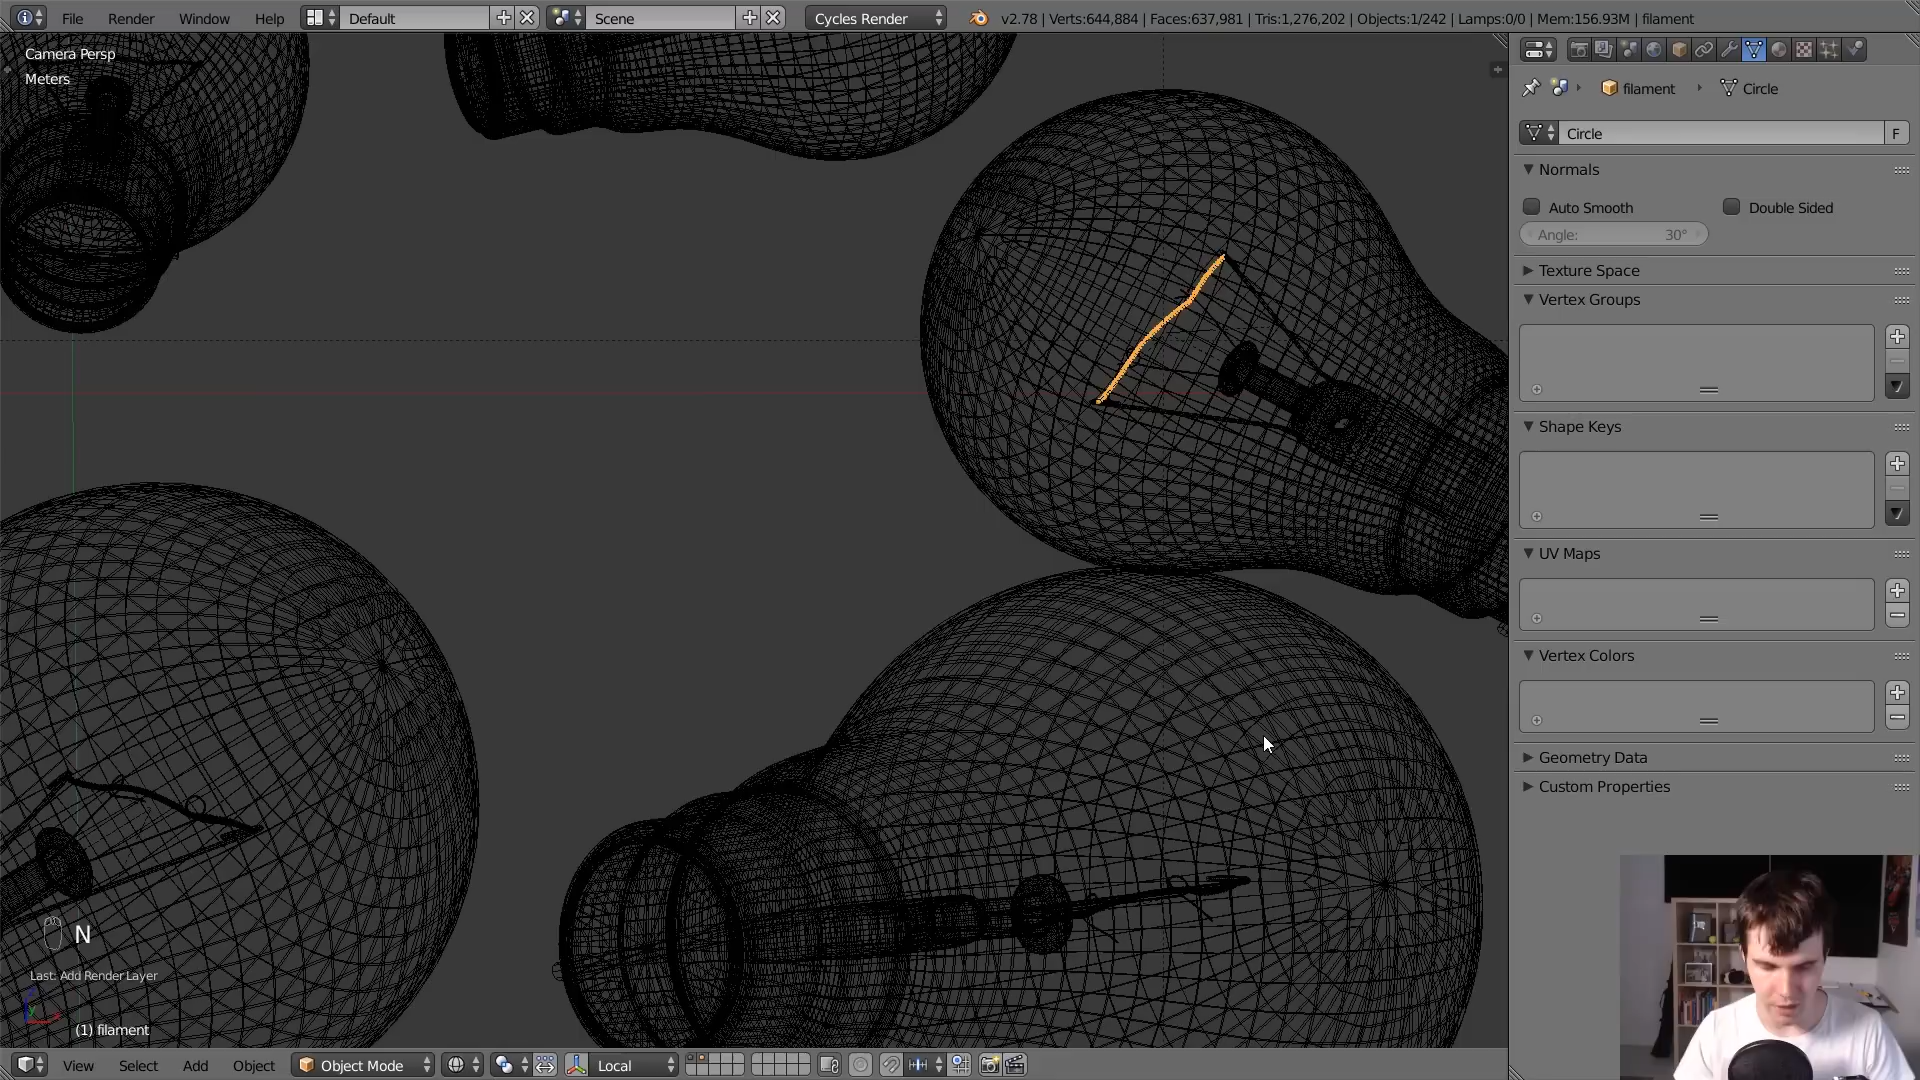 File Render Window Help Default Scene Cycles Render v2.78 | Verts:644,884 | Faces:637,981 | Tris:1,276,202 | Objects:1/242 | Lamps:0/0 | Mem:156.93M | filament
Camera Persp
Meters
filament Circle
Circle F
Normals
Auto Smooth Double Sided
Angle: 30°
Texture Space
Vertex Groups
Shape Keys
UV Maps
Vertex Colors
Geometry Data
Custom Properties
N
Last: Add Render Layer
(1) filament
View Select Add Object Object Mode Local